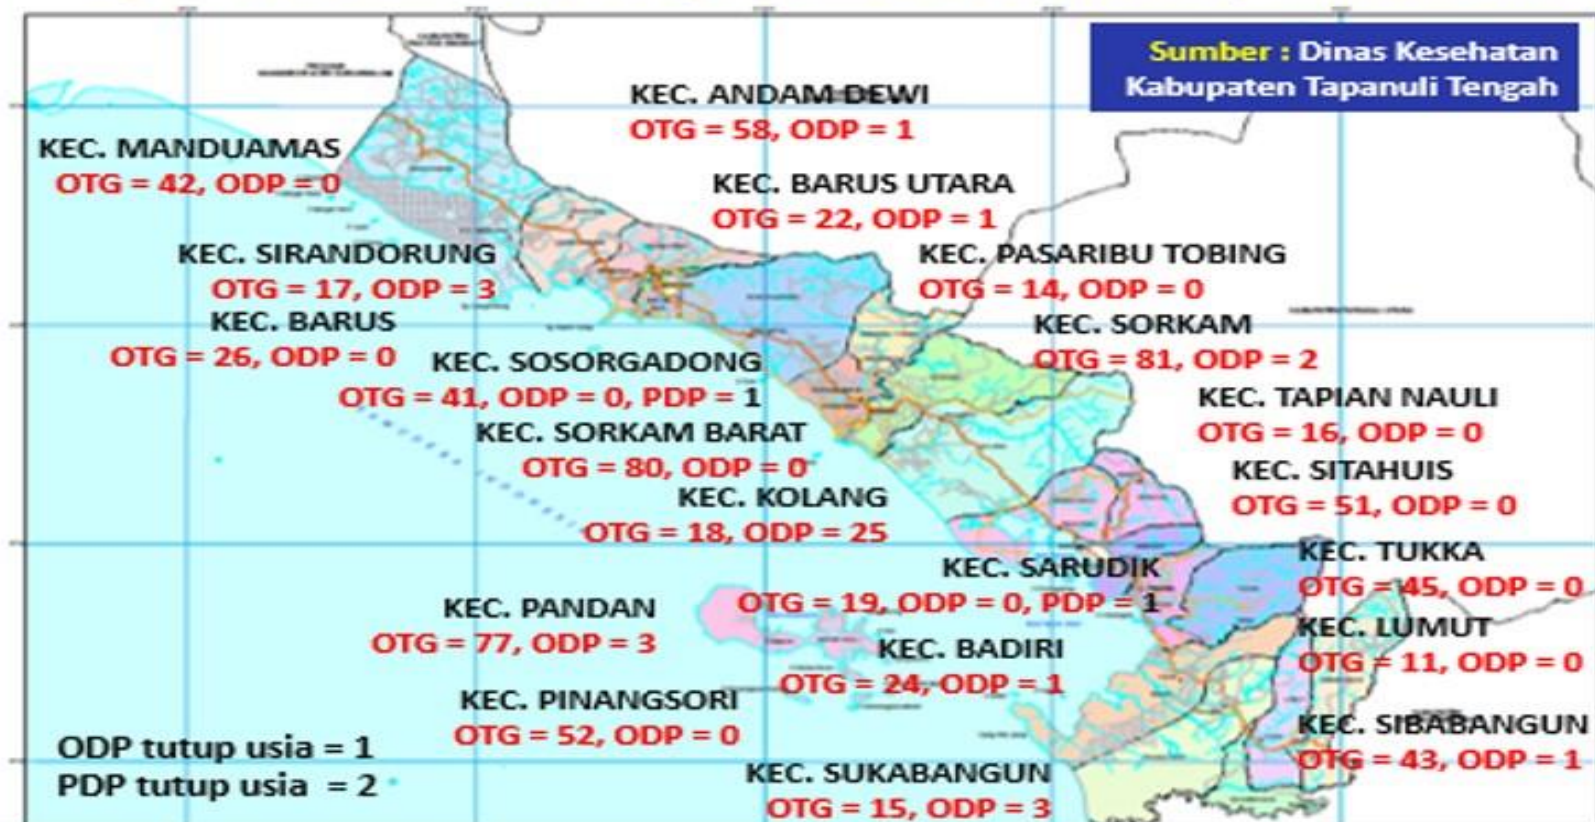 Sumber : Dinas Kesehatan
Kabupaten Tapanuli Tengah
KEC. ANDAM DEWI
OTG = 58, ODP = 1
KEC. MANDUAMAS
OTG = 42, ODP = 0
KEC. BARUS UTARA
OTG = 22, ODP = 1
KEC. SIRANDORUNG
OTG = 17, ODP = 3
KEC. PASARIBU TOBING
OTG = 14, ODP = 0
KEC. BARUS
OTG = 26, ODP = 0
KEC. SORKAM
OTG = 81, ODP = 2
KEC. SOSORGADONG
OTG = 41, ODP = 0, PDP = 1
KEC. TAPIAN NAULI
OTG = 16, ODP = 0
KEC. SORKAM BARAT
OTG = 80, ODP = 0
KEC. SITAHUIS
OTG = 51, ODP = 0
KEC. KOLANG
OTG = 18, ODP = 25
KEC. TUKKA
OTG = 45, ODP = 0
KEC. SARUDIK
OTG = 19, ODP = 0, PDP = 1
KEC. PANDAN
OTG = 77, ODP = 3
KEC. LUMUT
OTG = 11, ODP = 0
KEC. BADIRI
OTG = 24, ODP = 1
KEC. PINANGSORI
OTG = 52, ODP = 0
KEC. SIBABANGUN
OTG = 43, ODP = 1
KEC. SUKABANGUN
OTG = 15, ODP = 3
ODP tutup usia = 1
PDP tutup usia = 2